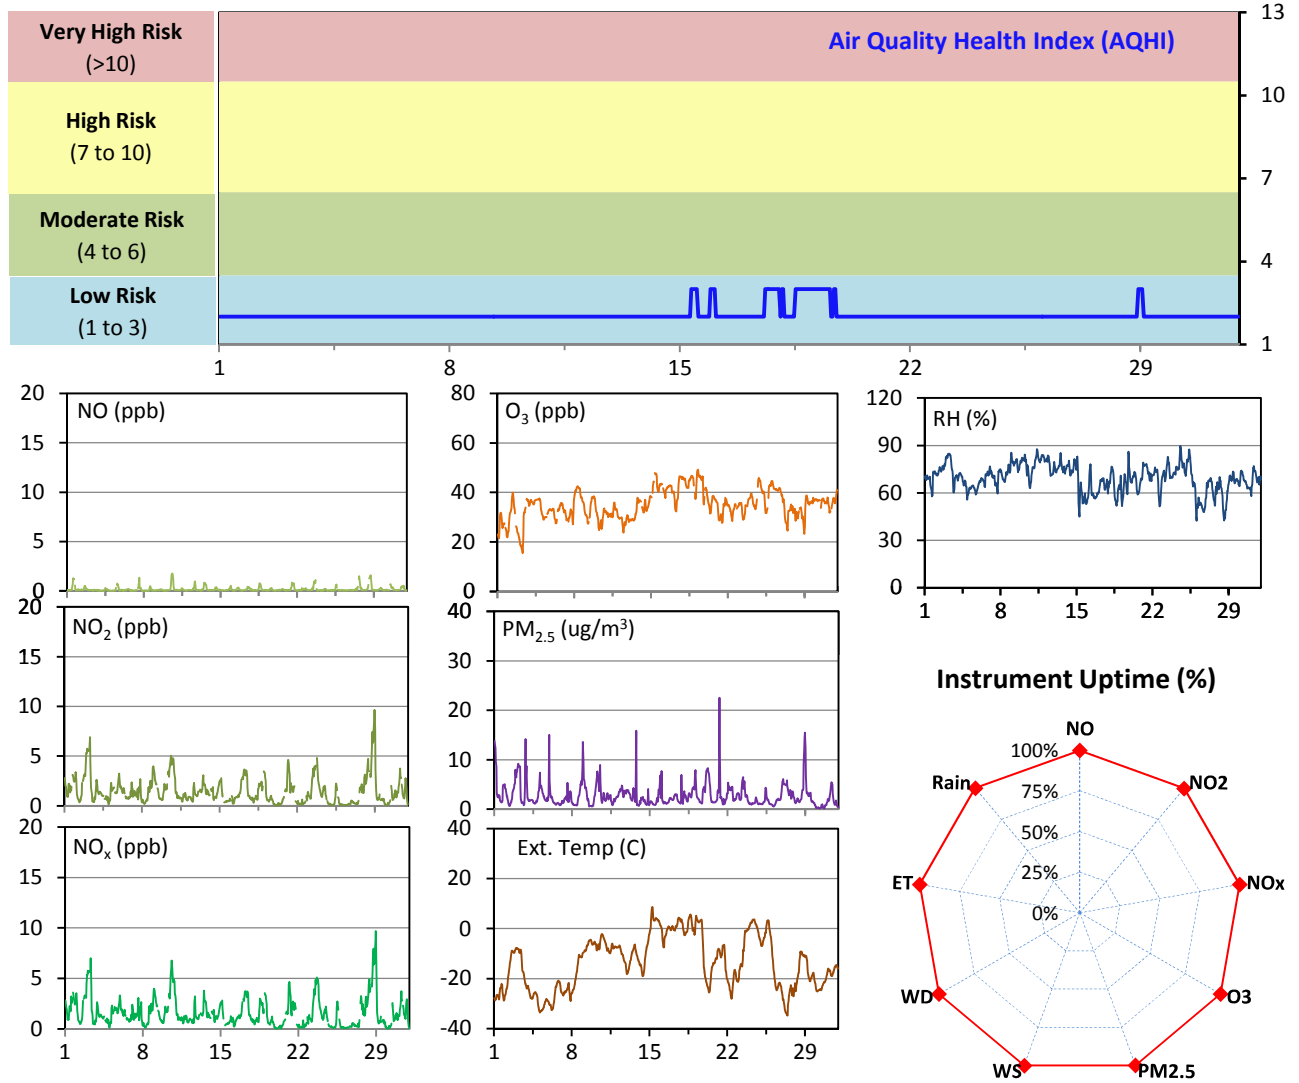 Very High Risk
(>10)
High Risk
(7 to 10)
Moderate Risk
(4 to 6)
Low Risk
(1 to 3)
Air Quality Health Index (AQHI)
13
10
7
4
1
1 8 15 22 29
NO (ppb)
20
15
10
5
0
O3 (ppb)
80
60
40
20
0
RH (%)
120
90
60
30
0
1 8 15 22 29
NO2 (ppb)
20
15
10
5
0
PM2.5 (ug/m³)
40
30
20
10
0
NOx (ppb)
20
15
10
5
0
1 8 15 22 29
Ext. Temp (C)
40
20
0
-20
-40
1 8 15 22 29
Instrument Uptime (%)
NO
NO2
NOx
O3
PM2.5
WS
WD
ET
Rain
100%
75%
50%
25%
0%